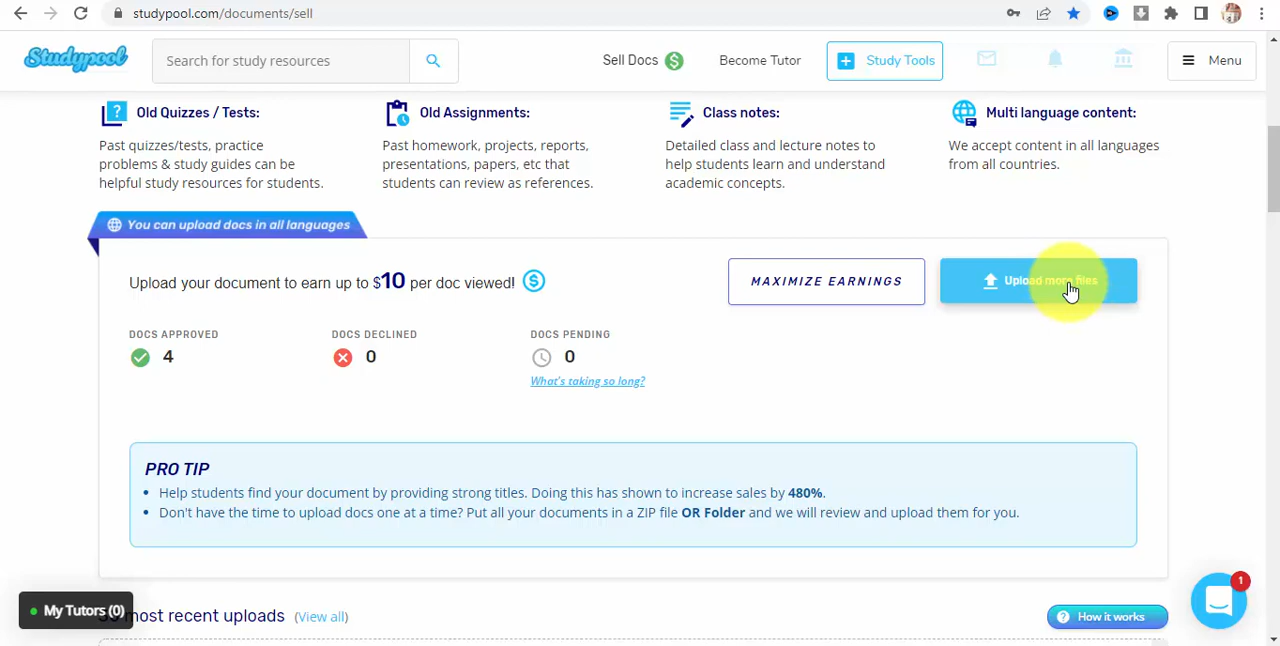 studypool.com/documents/sell
Studypool
Search for study resources
Sell Docs $
Become Tutor
Study Tools
Menu
Old Quizzes / Tests:
Past quizzes/tests, practice
problems & study guides can be
helpful study resources for students.
Old Assignments:
Past homework, projects, reports,
presentations, papers, etc that
students can review as references.
Class notes:
Detailed class and lecture notes to
help students learn and understand
academic concepts.
Multi language content:
We accept content in all languages
from all countries.
You can upload docs in all languages
Upload your document to earn up to $10 per doc viewed! $
MAXIMIZE EARNINGS
Upload more files
DOCS APPROVED
4
DOCS DECLINED
0
DOCS PENDING
0
What's taking so long?
PRO TIP
• Help students find your document by providing strong titles. Doing this has shown to increase sales by 480%.
• Don't have the time to upload docs one at a time? Put all your documents in a ZIP file OR Folder and we will review and upload them for you.
My Tutors (0)
most recent uploads (View all)
How it works
1